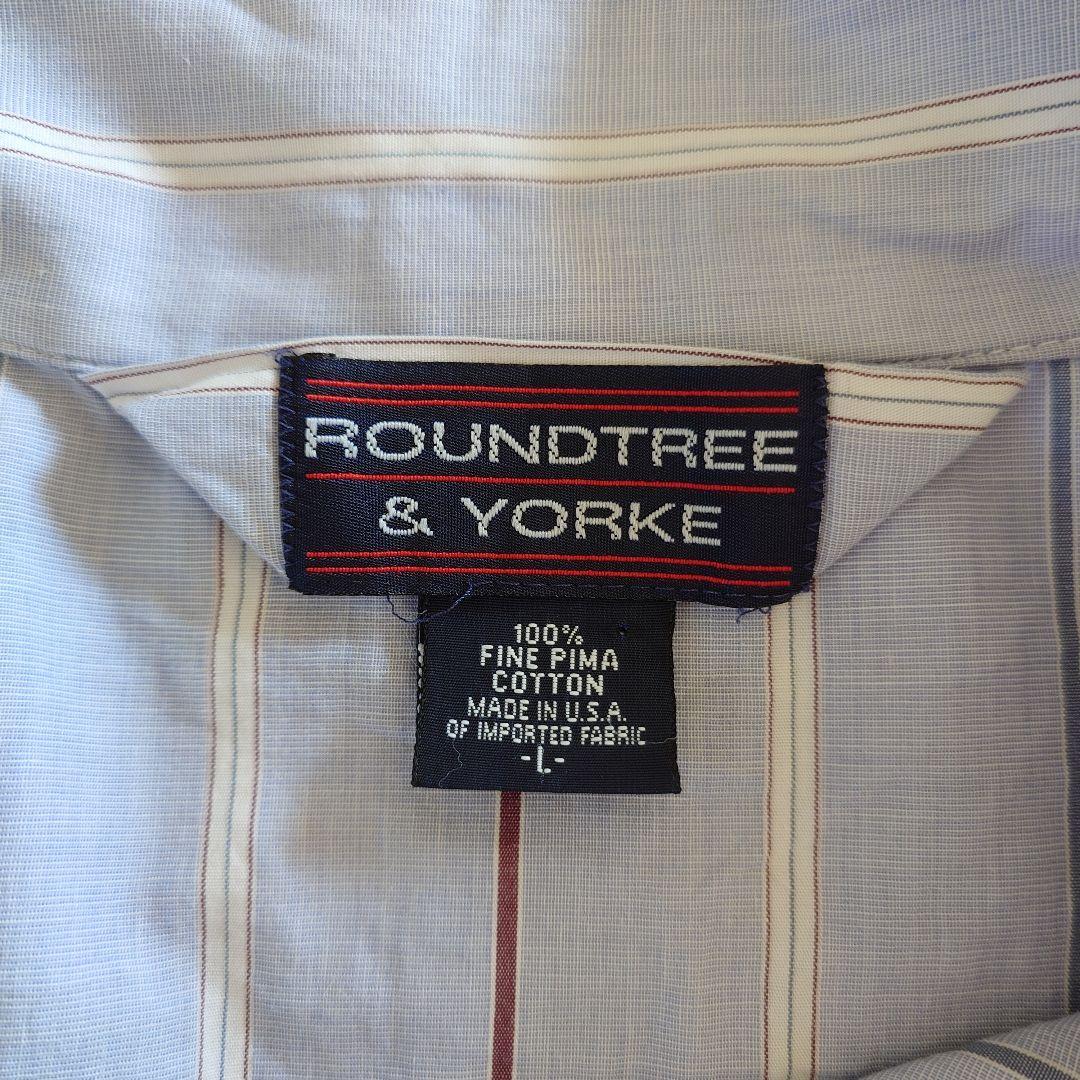 ROUNDTREE
& YORKE
100%
FINE PIMA
COTTON
MADE IN U.S.A.
OF IMPORTED FABRIC
-L-